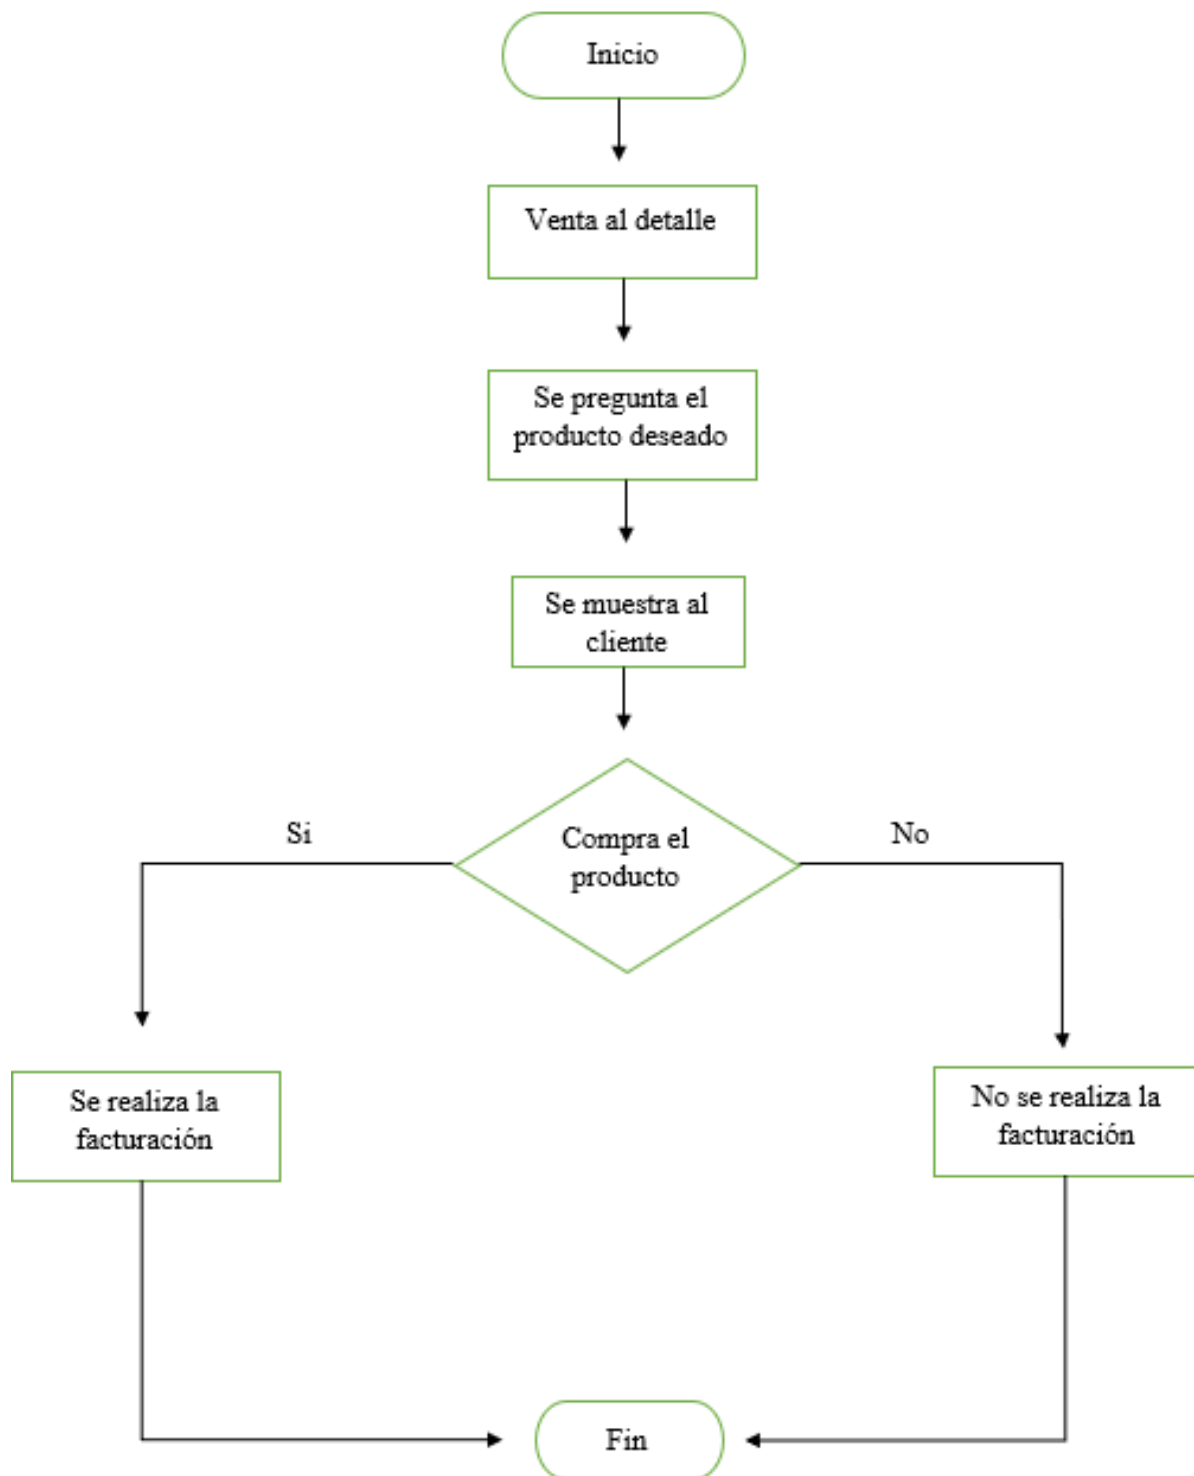 Inicio
Venta al detalle
Se pregunta el
producto deseado
Se muestra al
cliente
Si
Compra el
producto
No
Se realiza la
facturación
No se realiza la
facturación
Fin